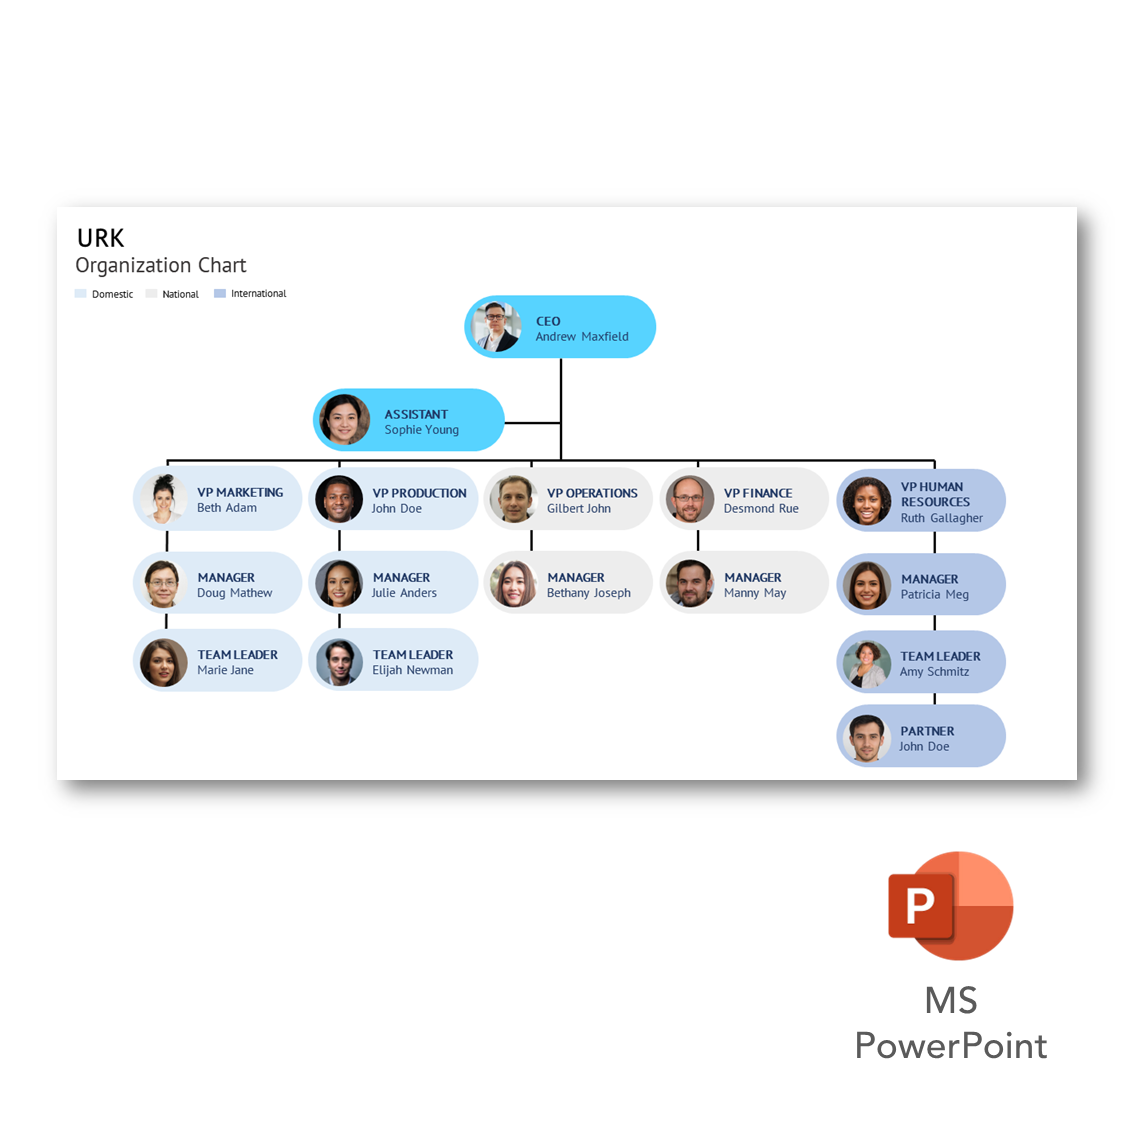 URK
Organization Chart
Domestic National International
CEO
Andrew Maxfield
ASSISTANT
Sophie Young
VP MARKETING
Beth Adam
VP PRODUCTION
John Doe
VP OPERATIONS
Gilbert John
VP FINANCE
Desmond Rue
VP HUMAN
RESOURCES
Ruth Gallagher
MANAGER
Doug Mathew
MANAGER
Julie Anders
MANAGER
Bethany Joseph
MANAGER
Manny May
MANAGER
Patricia Meg
TEAM LEADER
Marie Jane
TEAM LEADER
Elijah Newman
TEAM LEADER
Amy Schmitz
PARTNER
John Doe
P
MS
PowerPoint